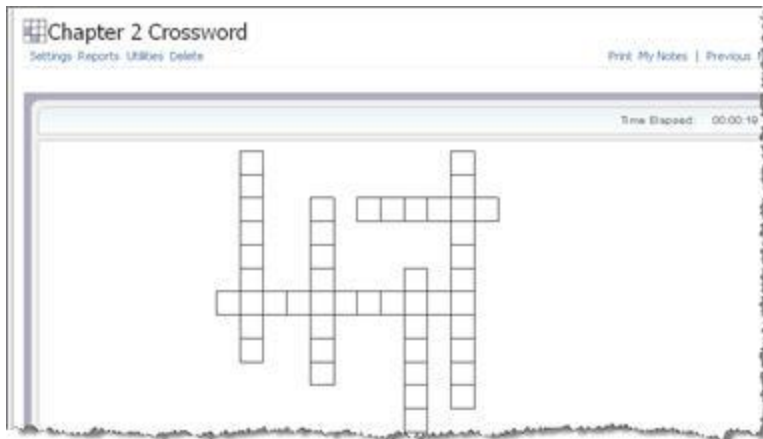 Chapter 2 Crossword
Settings Reports Utilities Delete
Print My Notes | Previous
Time Elapsed: 00:00:19